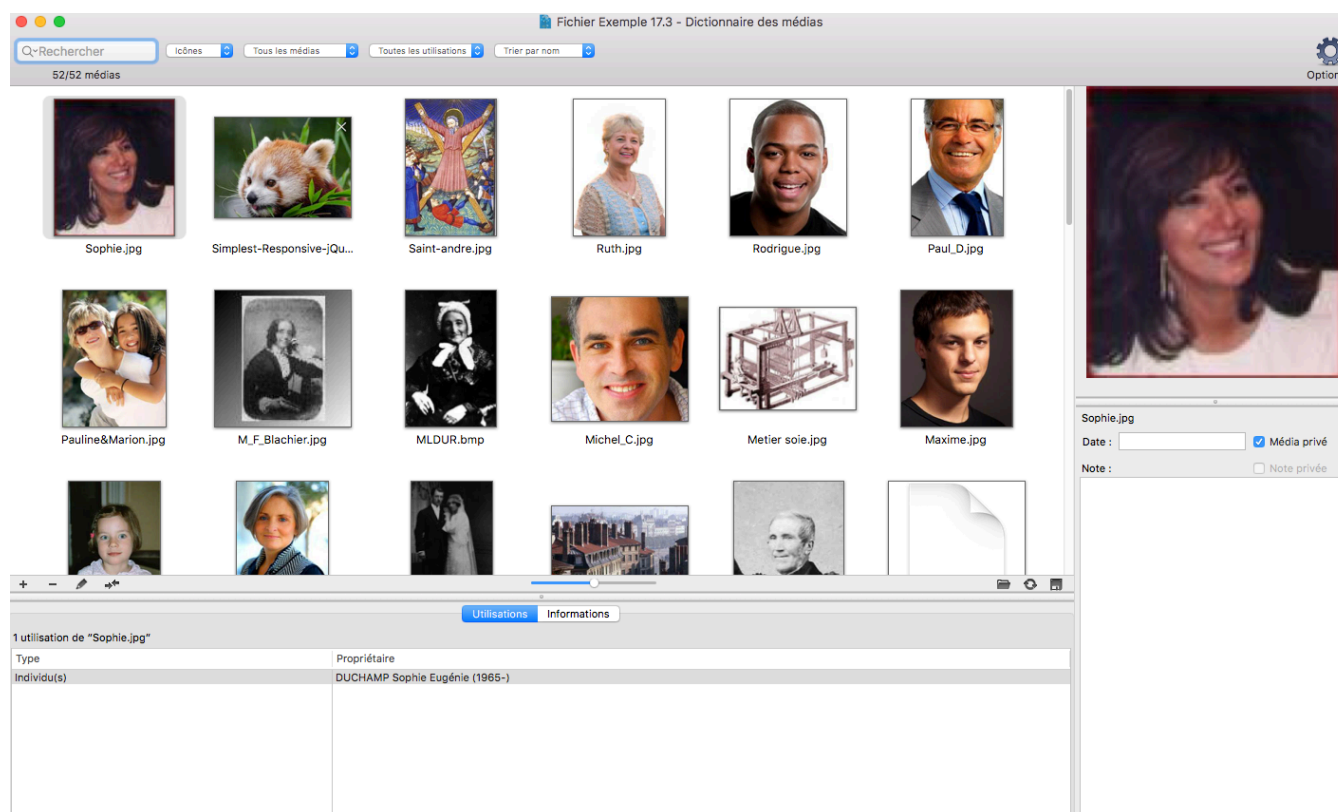 Fichier Exemple 17.3 - Dictionnaire des médias
Rechercher
Icônes
Tous les médias
Toutes les utilisations
Trier par nom
52/52 médias
Option
Sophie.jpg
Simplest-Responsive-jQu...
Saint-andre.jpg
Ruth.jpg
Rodrigue.jpg
Paul_D.jpg
Pauline&Marion.jpg
M_F_Blachier.jpg
MLDUR.bmp
Michel_C.jpg
Metier soie.jpg
Maxime.jpg
Sophie.jpg
Date :
Média privé
Note :
Note privée
Utilisations
Informations
1 utilisation de "Sophie.jpg"
Type
Propriétaire
Individu(s)
DUCHAMP Sophie Eugénie (1965-)